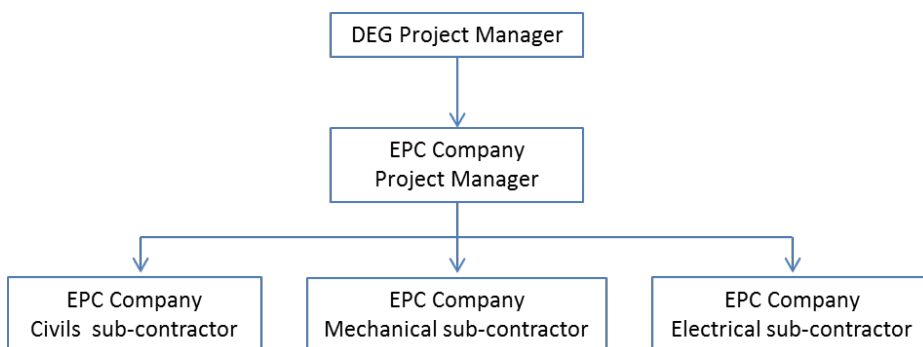 DEG Project Manager
EPC Company
Project Manager
EPC Company
Civils sub-contractor
EPC Company
Mechanical sub-contractor
EPC Company
Electrical sub-contractor